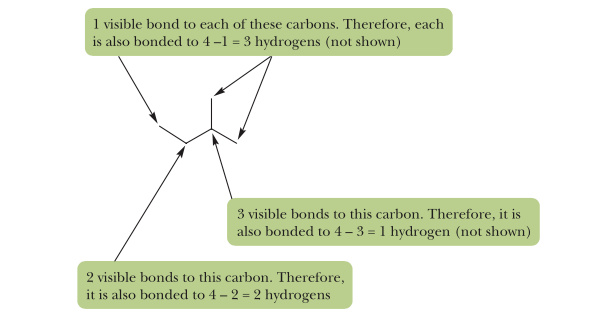 1 visible bond to each of these carbons. Therefore, each
is also bonded to 4 –1 = 3 hydrogens (not shown)
3 visible bonds to this carbon. Therefore, it is
also bonded to 4 – 3 = 1 hydrogen (not shown)
2 visible bonds to this carbon. Therefore,
it is also bonded to 4 – 2 = 2 hydrogens